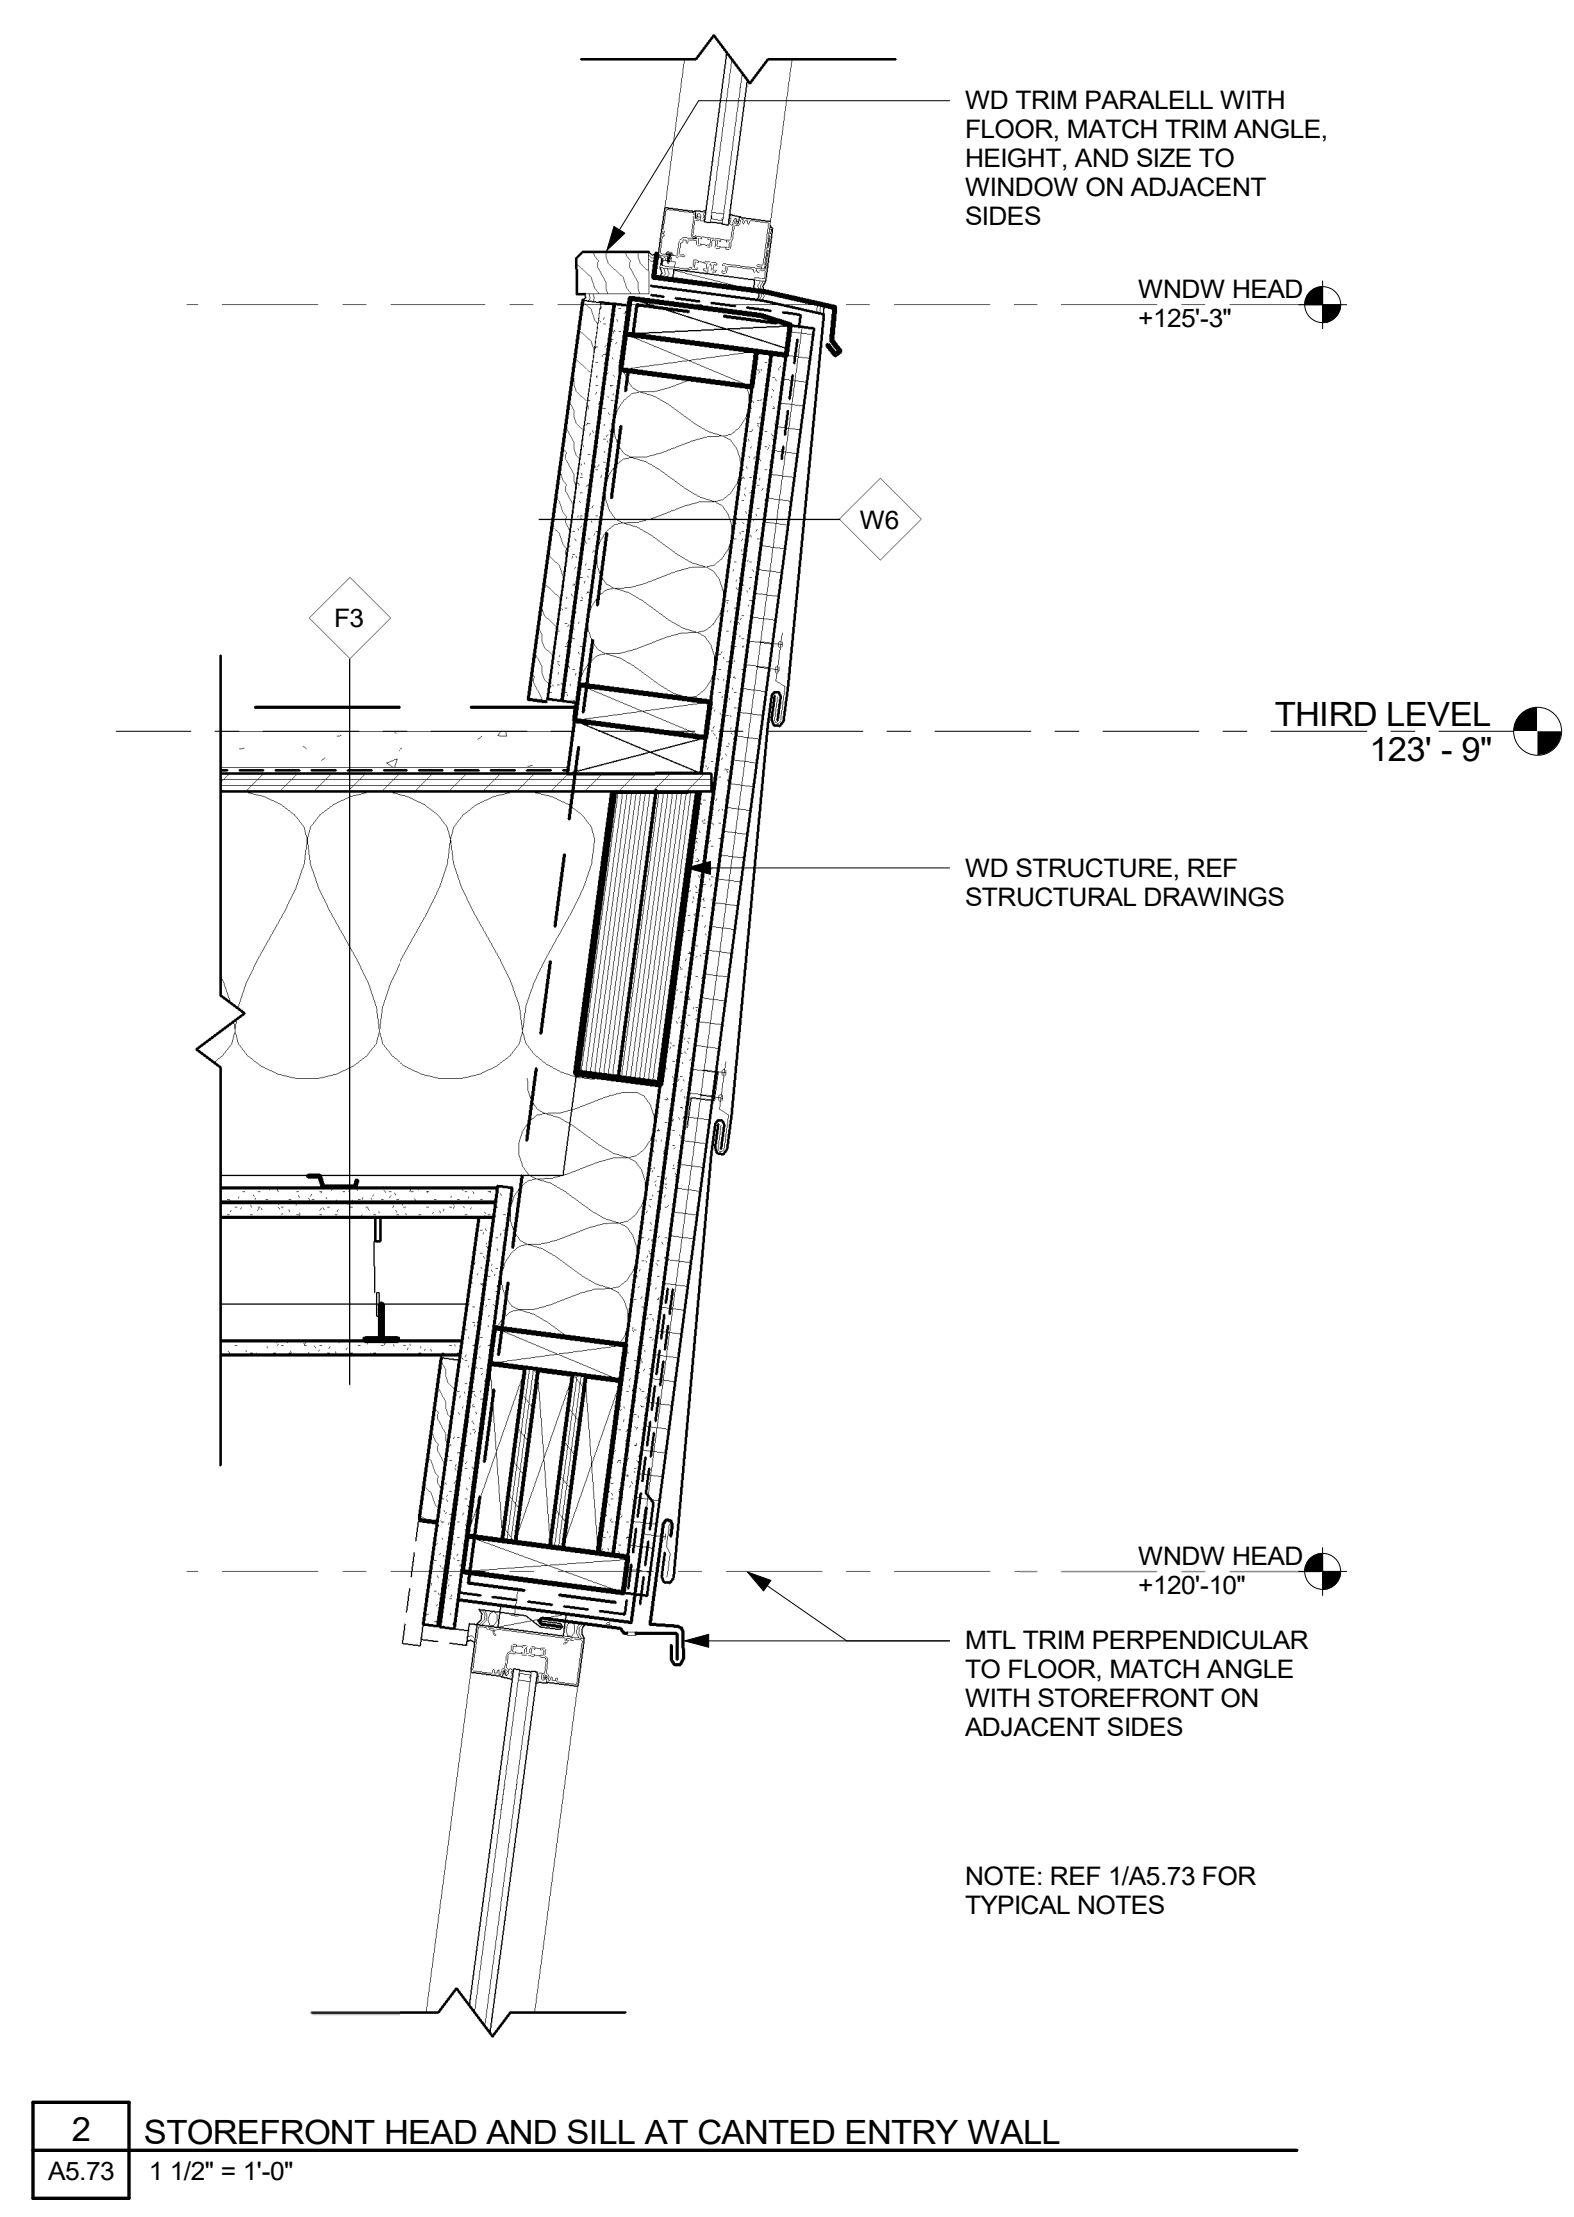 WD TRIM PARALELL WITH
FLOOR, MATCH TRIM ANGLE,
HEIGHT, AND SIZE TO
WINDOW ON ADJACENT
SIDES
WNDW HEAD
+125'-3"
W6
F3
THIRD LEVEL
123' - 9"
WD STRUCTURE, REF
STRUCTURAL DRAWINGS
WNDW HEAD
+120'-10"
MTL TRIM PERPENDICULAR
TO FLOOR, MATCH ANGLE
WITH STOREFRONT ON
ADJACENT SIDES
NOTE: REF 1/A5.73 FOR
TYPICAL NOTES
2
STOREFRONT HEAD AND SILL AT CANTED ENTRY WALL
A5.73
1 1/2" = 1'-0"